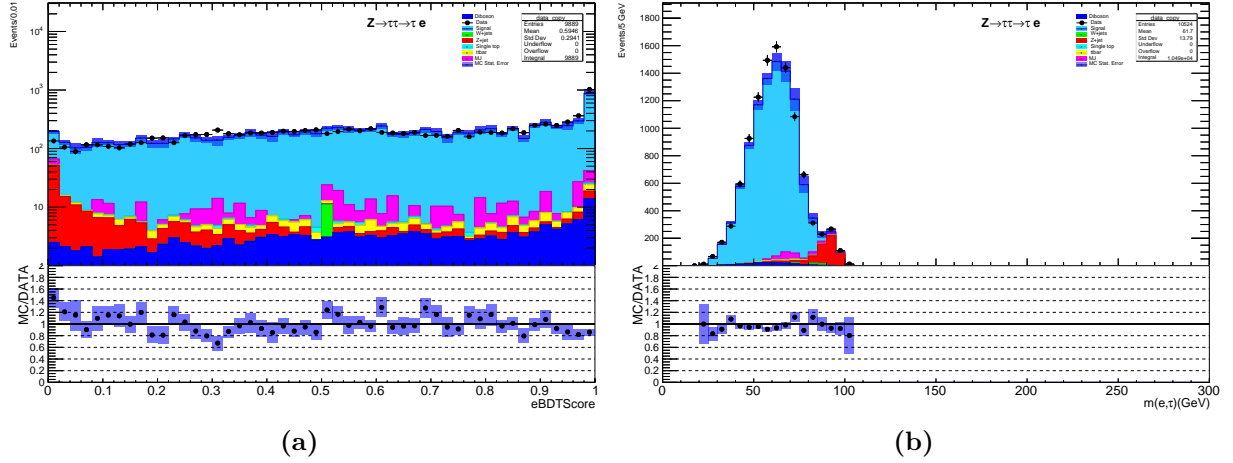 Events/0.01
10⁴
10³
10²
10
1
Z→ττ→τ e
Diboson
Data
Signal
W+jets
Z+jet
Single top
ttbar
MJ
MC Stat. Error
data_copy
Entries 9889
Mean 0.5946
Std Dev 0.2941
Underflow 0
Overflow 0
Integral 9889
MC/DATA
2
1.8
1.6
1.4
1.2
1
0.8
0.6
0.4
0.2
0
0 0.1 0.2 0.3 0.4 0.5 0.6 0.7 0.8 0.9 1
eBDTScore
(a)
Events/5 GeV
1800
1600
1400
1200
1000
800
600
400
200
Z→ττ→τ e
Diboson
Data
Signal
W+jets
Z+jet
Single top
ttbar
MJ
MC Stat. Error
data_copy
Entries 10524
Mean 61.7
Std Dev 13.79
Underflow 0
Overflow 0
Integral 1.049e+04
MC/DATA
2
1.8
1.6
1.4
1.2
1
0.8
0.6
0.4
0.2
0
0 50 100 150 200 250 300
m(e,τ)(GeV)
(b)